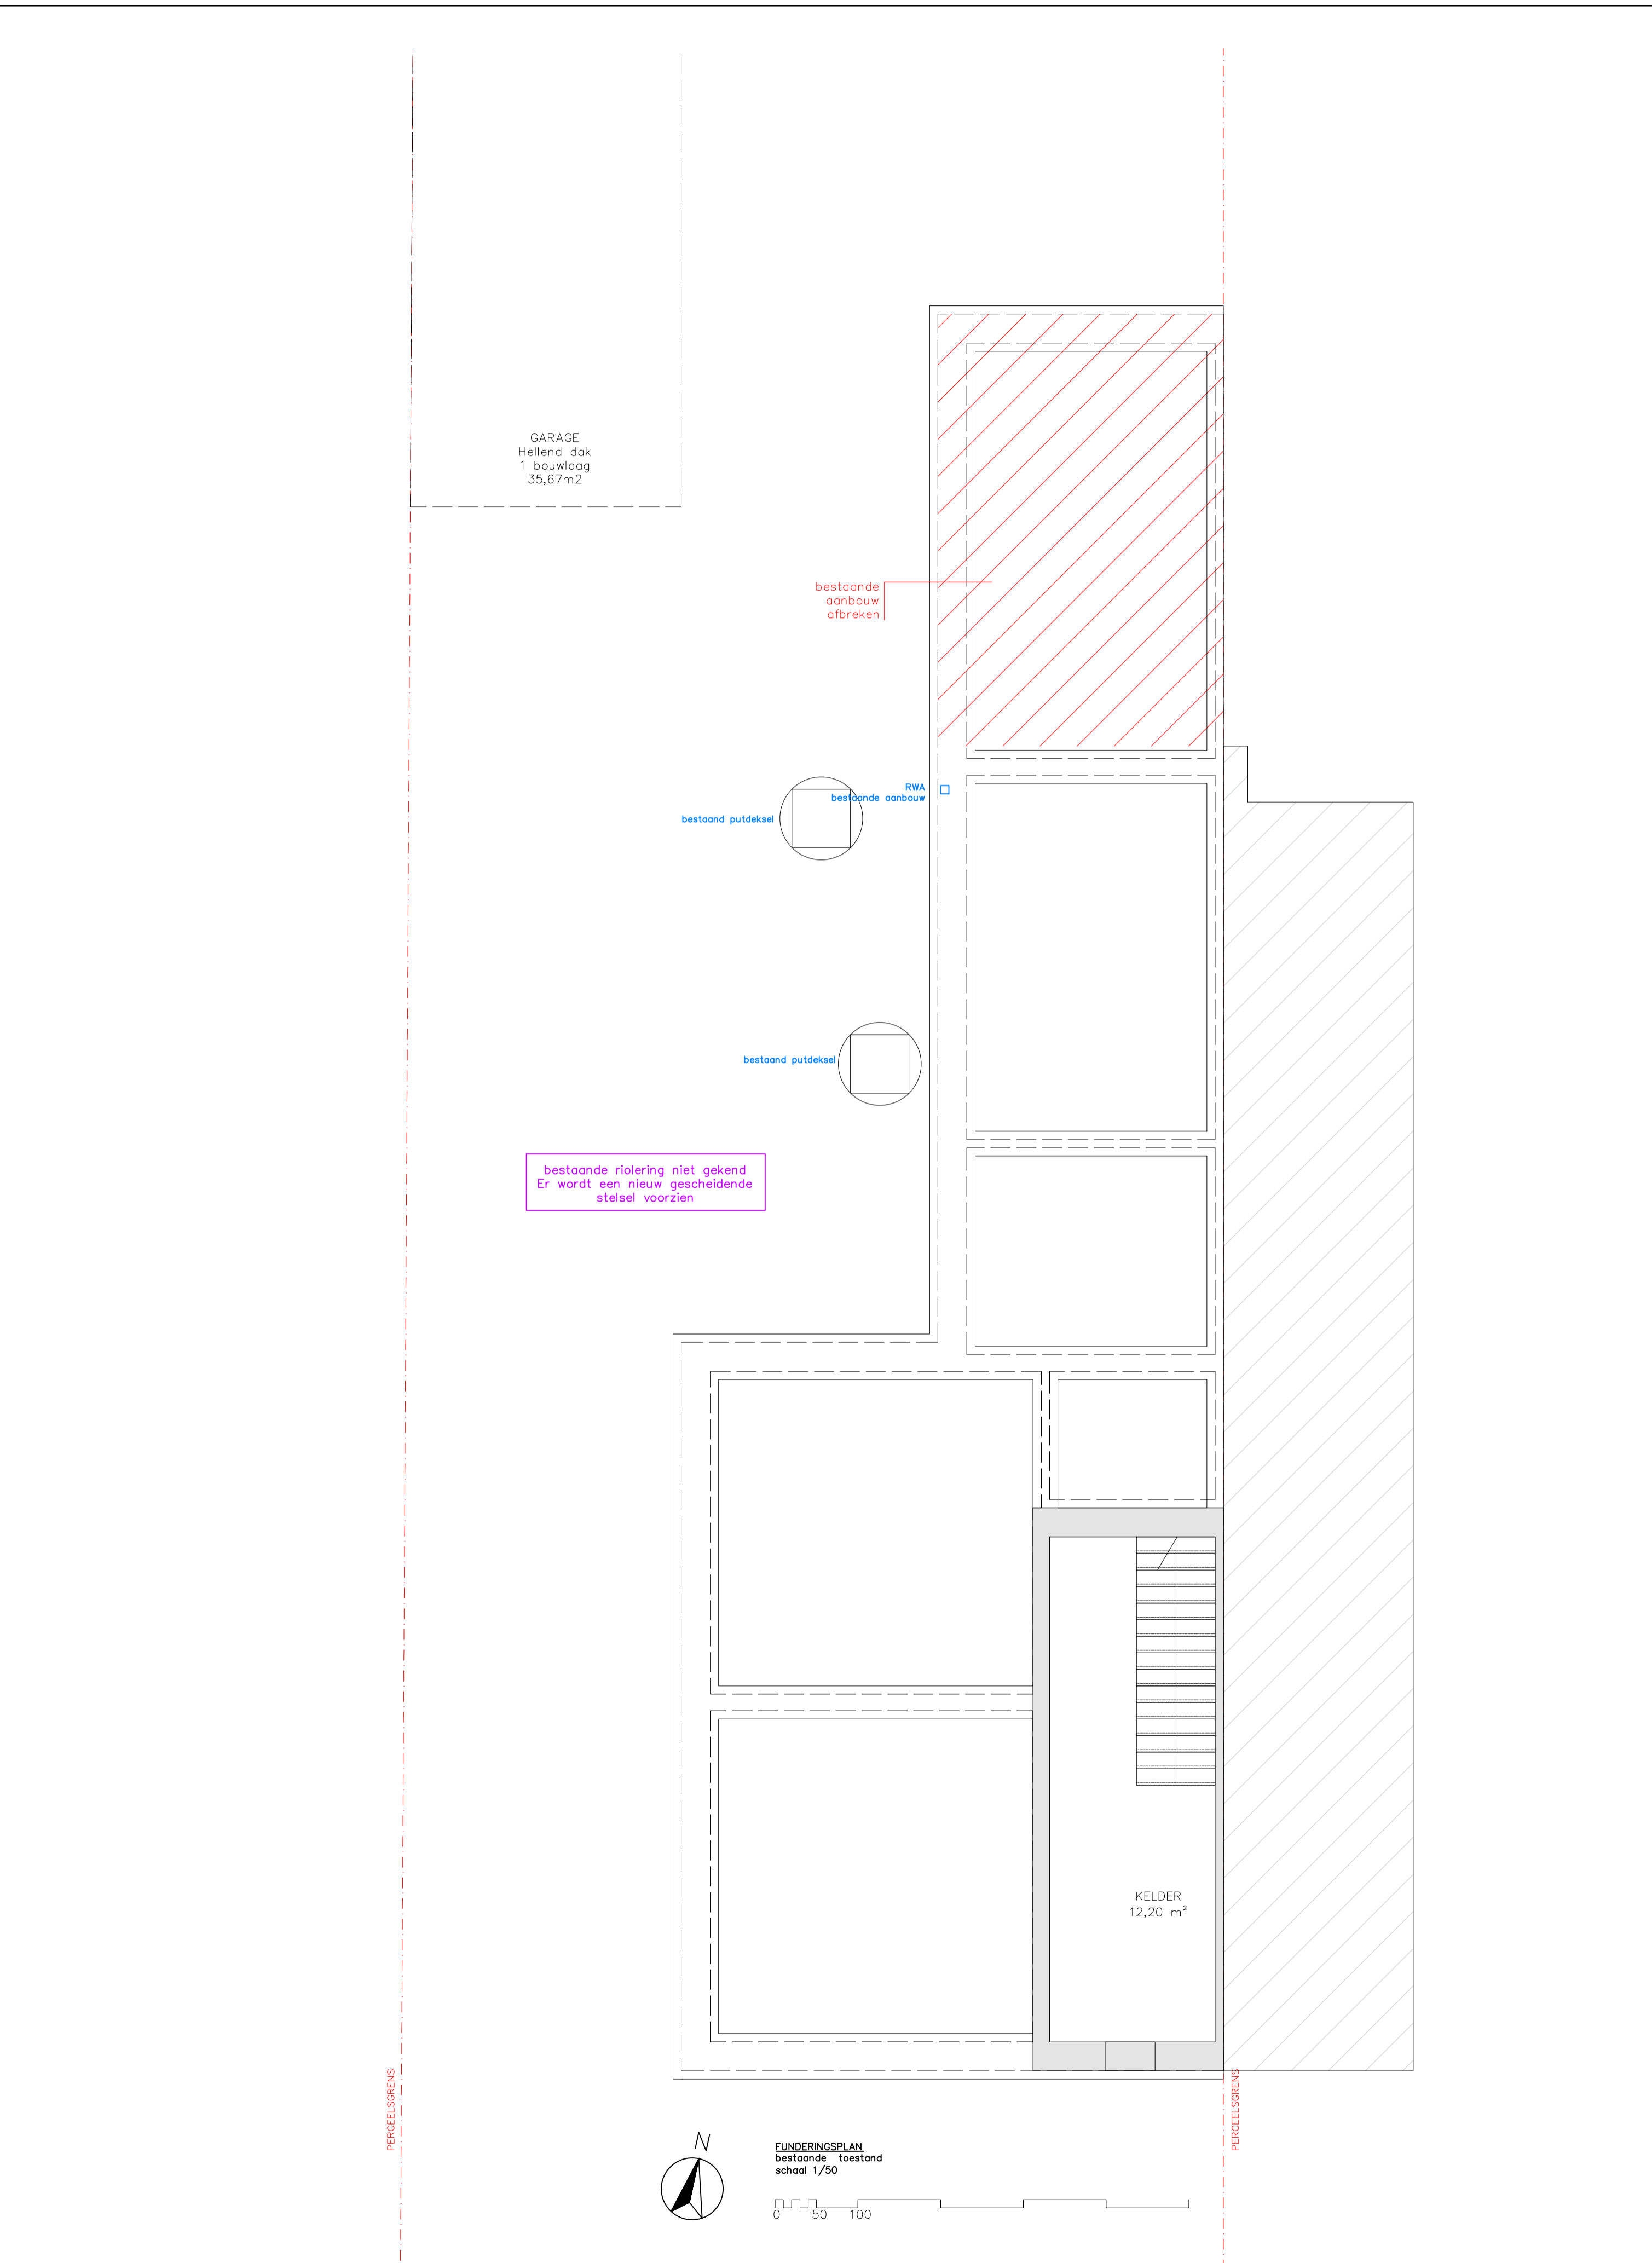 GARAGE
Hellend dak
1 bouwlaag
35,67m2
bestaande
aanbouw
afbreken
RWA
bestaande aanbouw
bestaand putdeksel
bestaand putdeksel
bestaande riolering niet gekend
Er wordt een nieuw gescheidende
stelsel voorzien
KELDER
12,20 m²
PERCEELSGRENS
PERCEELSGRENS
N
FUNDERINGSPLAN
bestaande toestand
schaal 1/50
0 50 100